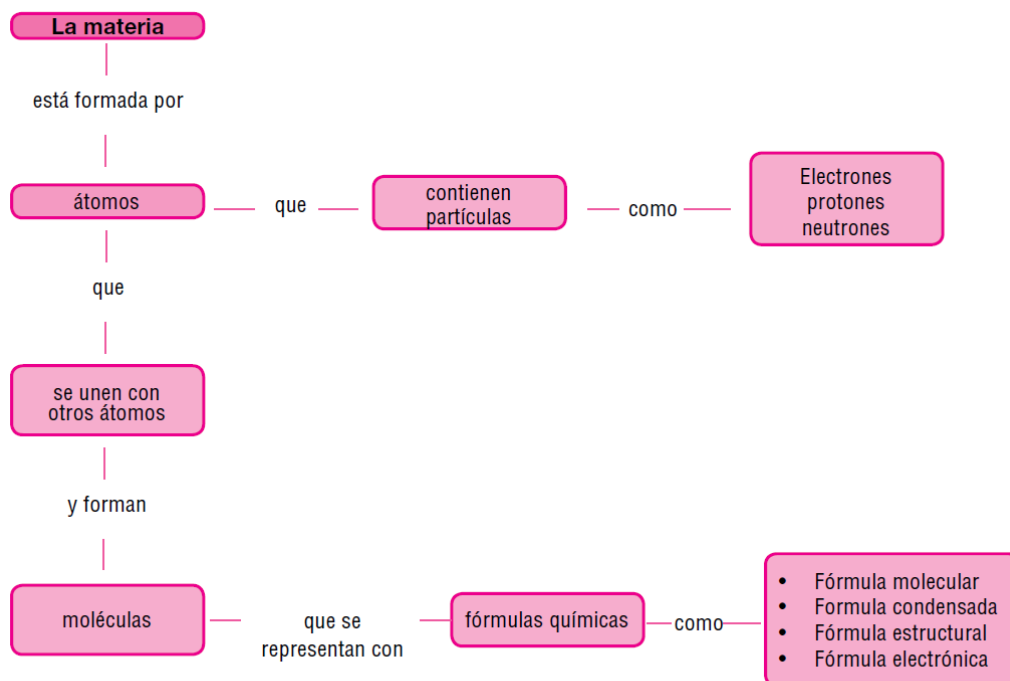 La materia
está formada por
átomos
que
contienen
partículas
como
Electrones
protones
neutrones
que
se unen con
otros átomos
y forman
moléculas
que se
representan con
fórmulas químicas
como
• Fórmula molecular
• Formula condensada
• Fórmula estructural
• Fórmula electrónica